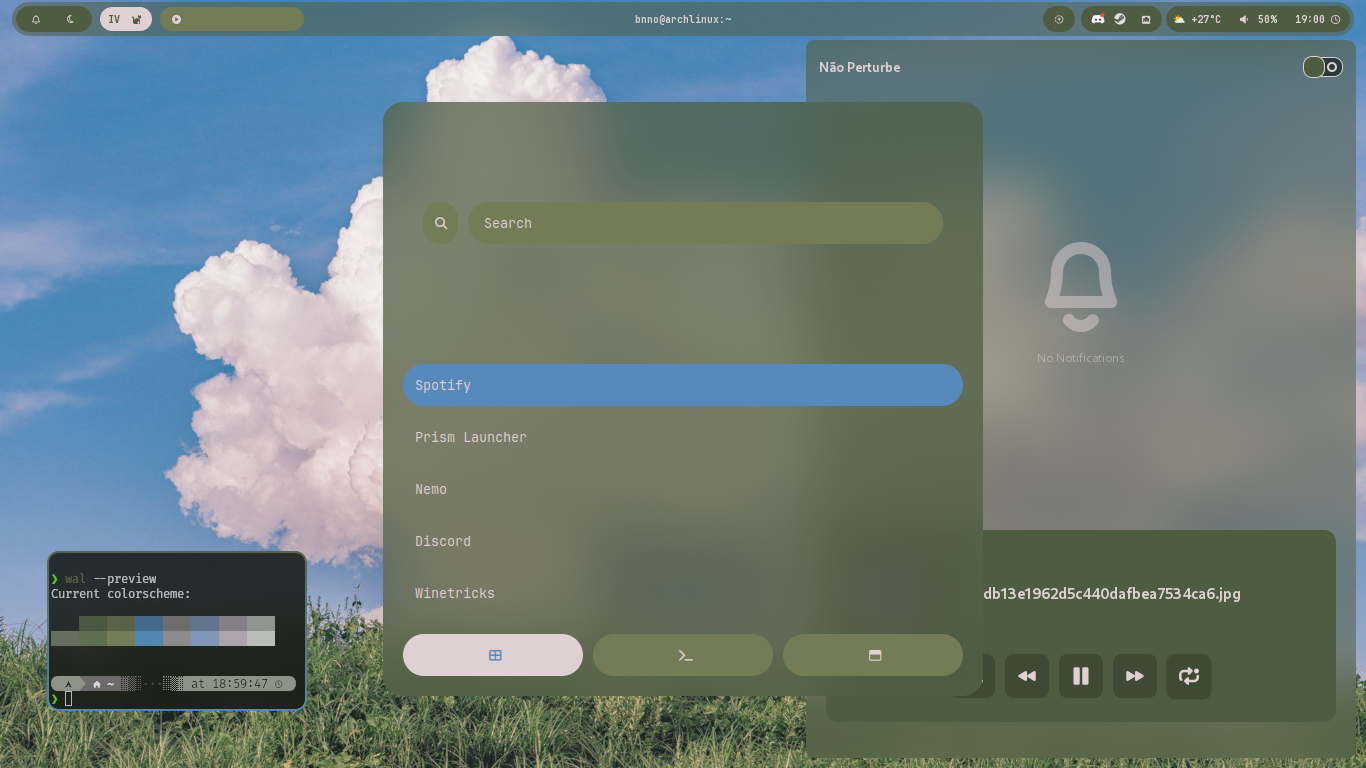 IV
bnno@archlinux:~
+27°C
50%
19:00
Não Perturbe
Search
No Notifications
Spotify
Prism Launcher
Nemo
Discord
Winetricks
db13e1962d5c440dafbea7534ca6.jpg
❯ wal --preview
Current colorscheme:
~
at 18:59:47
❯